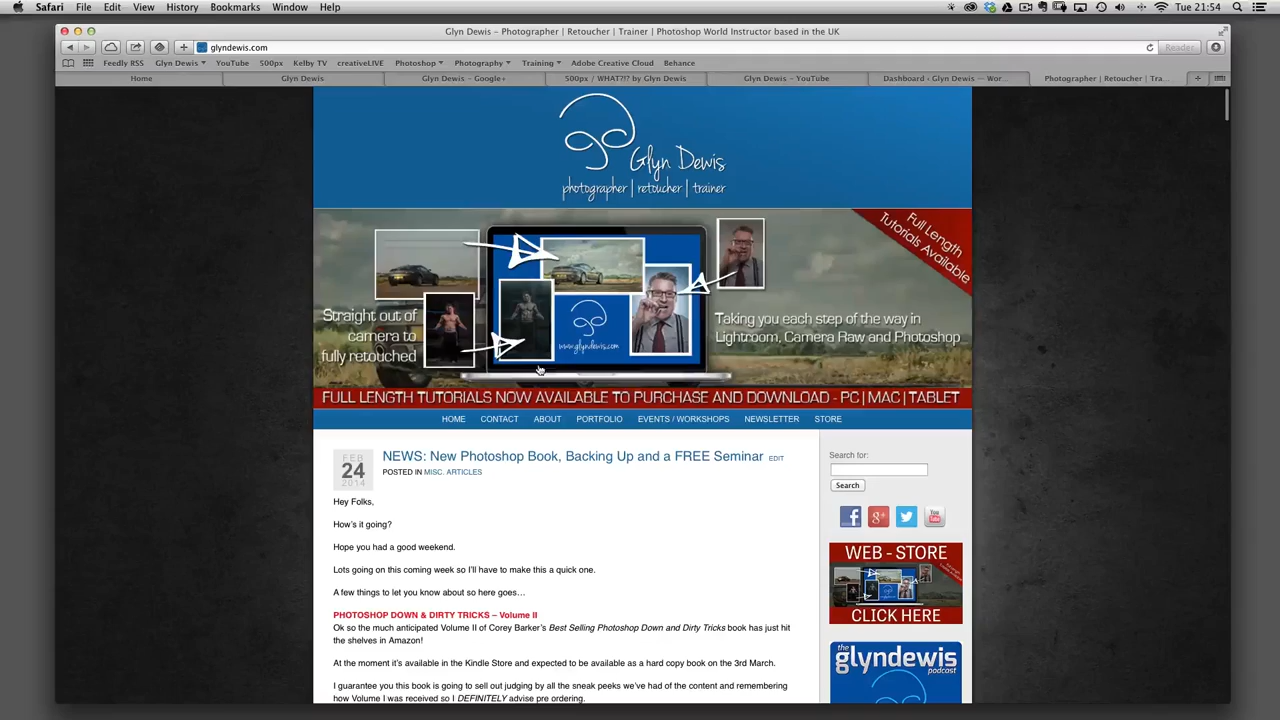 Safari File Edit View History Bookmarks Window Help Tue 21:54
Glyn Dewis – Photographer | Retoucher | Trainer | Photoshop World Instructor based in the UK
glyndewis.com Reader
Feedly RSS Glyn Dewis YouTube 500px Kelby TV creativeLIVE Photoshop Photography Training Adobe Creative Cloud Behance
Home Glyn Dewis Glyn Dewis - Google+ 500px / WHAT?!? by Glyn Dewis Glyn Dewis - YouTube Dashboard ‹ Glyn Dewis — Wor... Photographer | Retoucher | Tra...
Glyn Dewis
photographer | retoucher | trainer
Full Length
Tutorials Available
Straight out of
camera to
fully retouched
www.glyndewis.com
Taking you each step of the way in
Lightroom, Camera Raw and Photoshop
FULL LENGTH TUTORIALS NOW AVAILABLE TO PURCHASE AND DOWNLOAD - PC | MAC | TABLET
HOME CONTACT ABOUT PORTFOLIO EVENTS / WORKSHOPS NEWSLETTER STORE
FEB
24
2014
NEWS: New Photoshop Book, Backing Up and a FREE Seminar EDIT
POSTED IN MISC. ARTICLES
Hey Folks,
How's it going?
Hope you had a good weekend.
Lots going on this coming week so I'll have to make this a quick one.
A few things to let you know about so here goes…
PHOTOSHOP DOWN & DIRTY TRICKS – Volume II
Ok so the much anticipated Volume II of Corey Barker's Best Selling Photoshop Down and Dirty Tricks book has just hit
the shelves in Amazon!
At the moment it's available in the Kindle Store and expected to be available as a hard copy book on the 3rd March.
I guarantee you this book is going to sell out judging by all the sneak peeks we've had of the content and remembering
how Volume I was received so I DEFINITELY advise pre ordering.
Search for:
Search
You
WEB - STORE
CLICK HERE
the
glyndewis
podcast